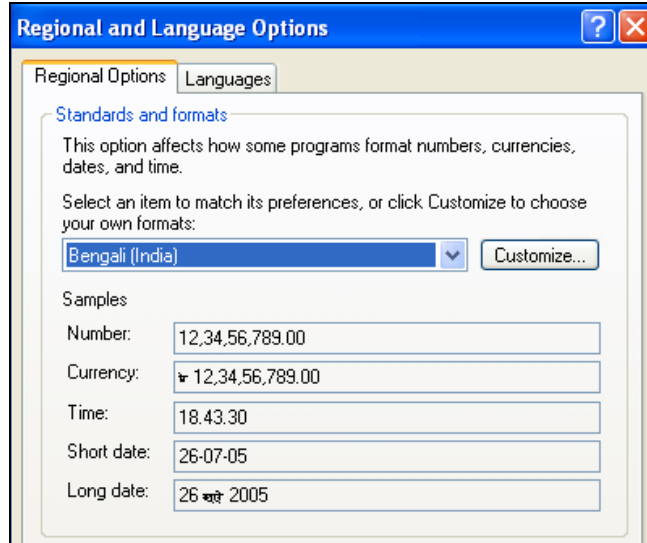 Regional and Language Options
Regional Options Languages
Standards and formats
This option affects how some programs format numbers, currencies,
dates, and time.
Select an item to match its preferences, or click Customize to choose
your own formats:
Bengali (India) Customize...
Samples
Number: 12,34,56,789.00
Currency: 12,34,56,789.00
Time: 18.43.30
Short date: 26-07-05
Long date: 26 2005